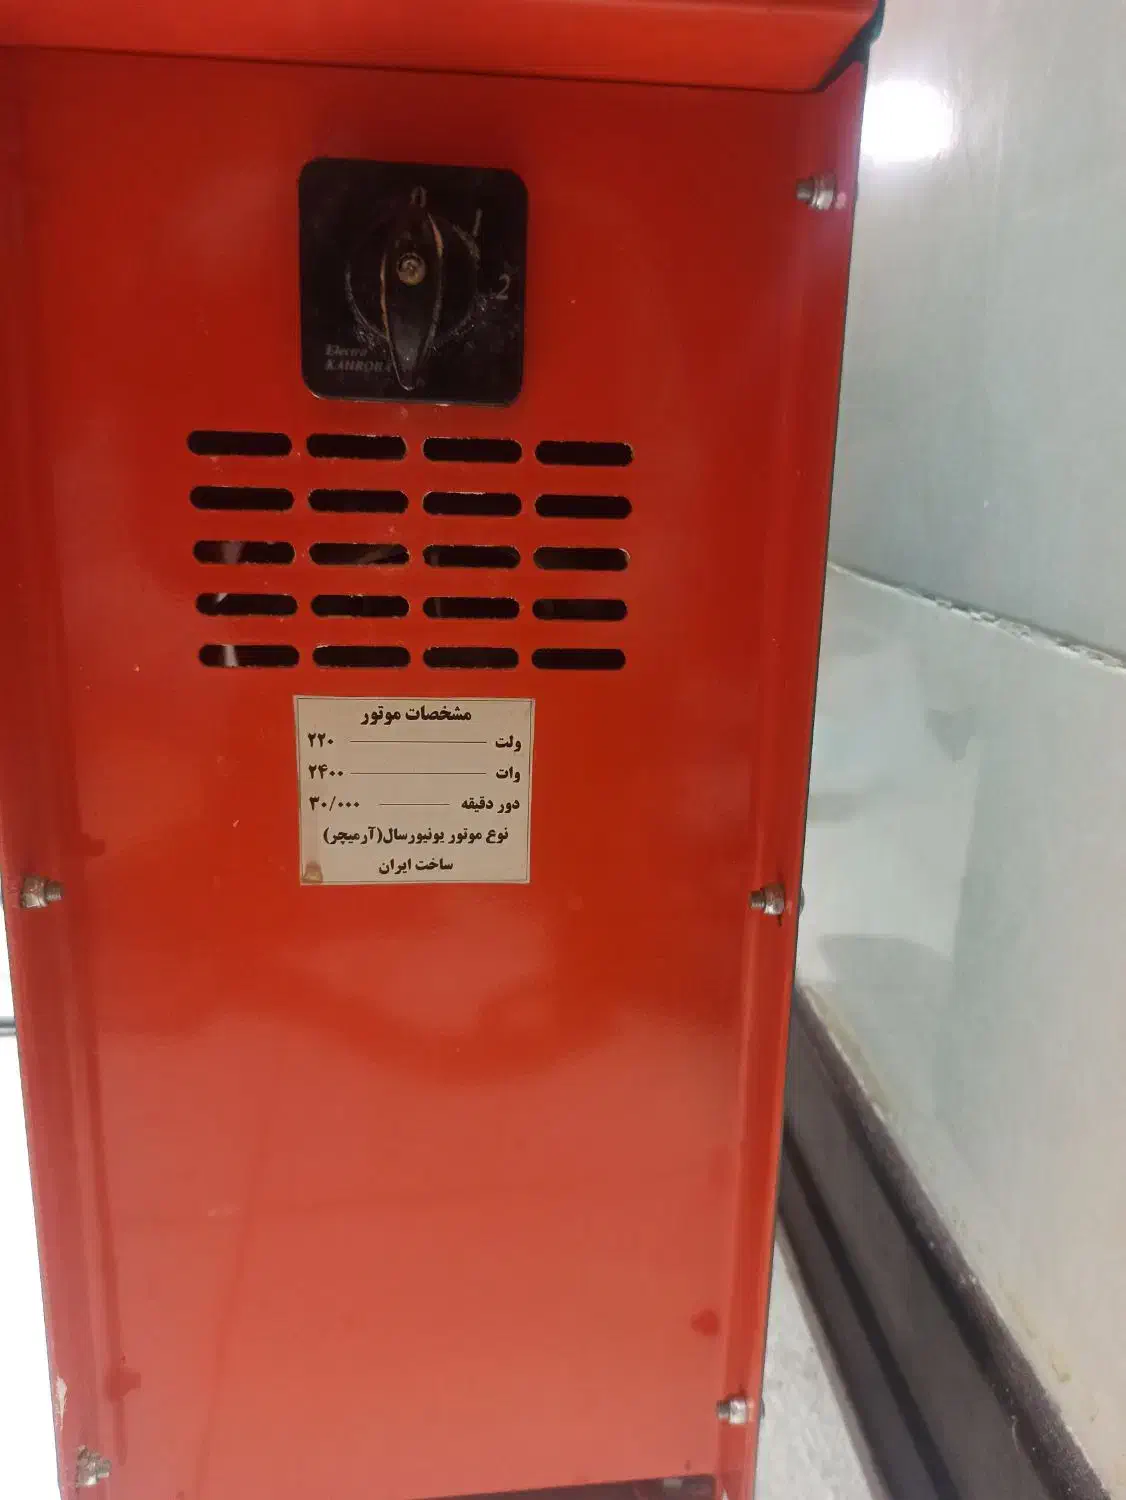 0
1
2
Electro
KAHROBA
مشخصات موتور
ولت ۲۲۰
وات ۲۴۰۰
دور دقیقه ۳۰/۰۰۰
نوع موتور یونیورسال(آرمیچر)
ساخت ایران